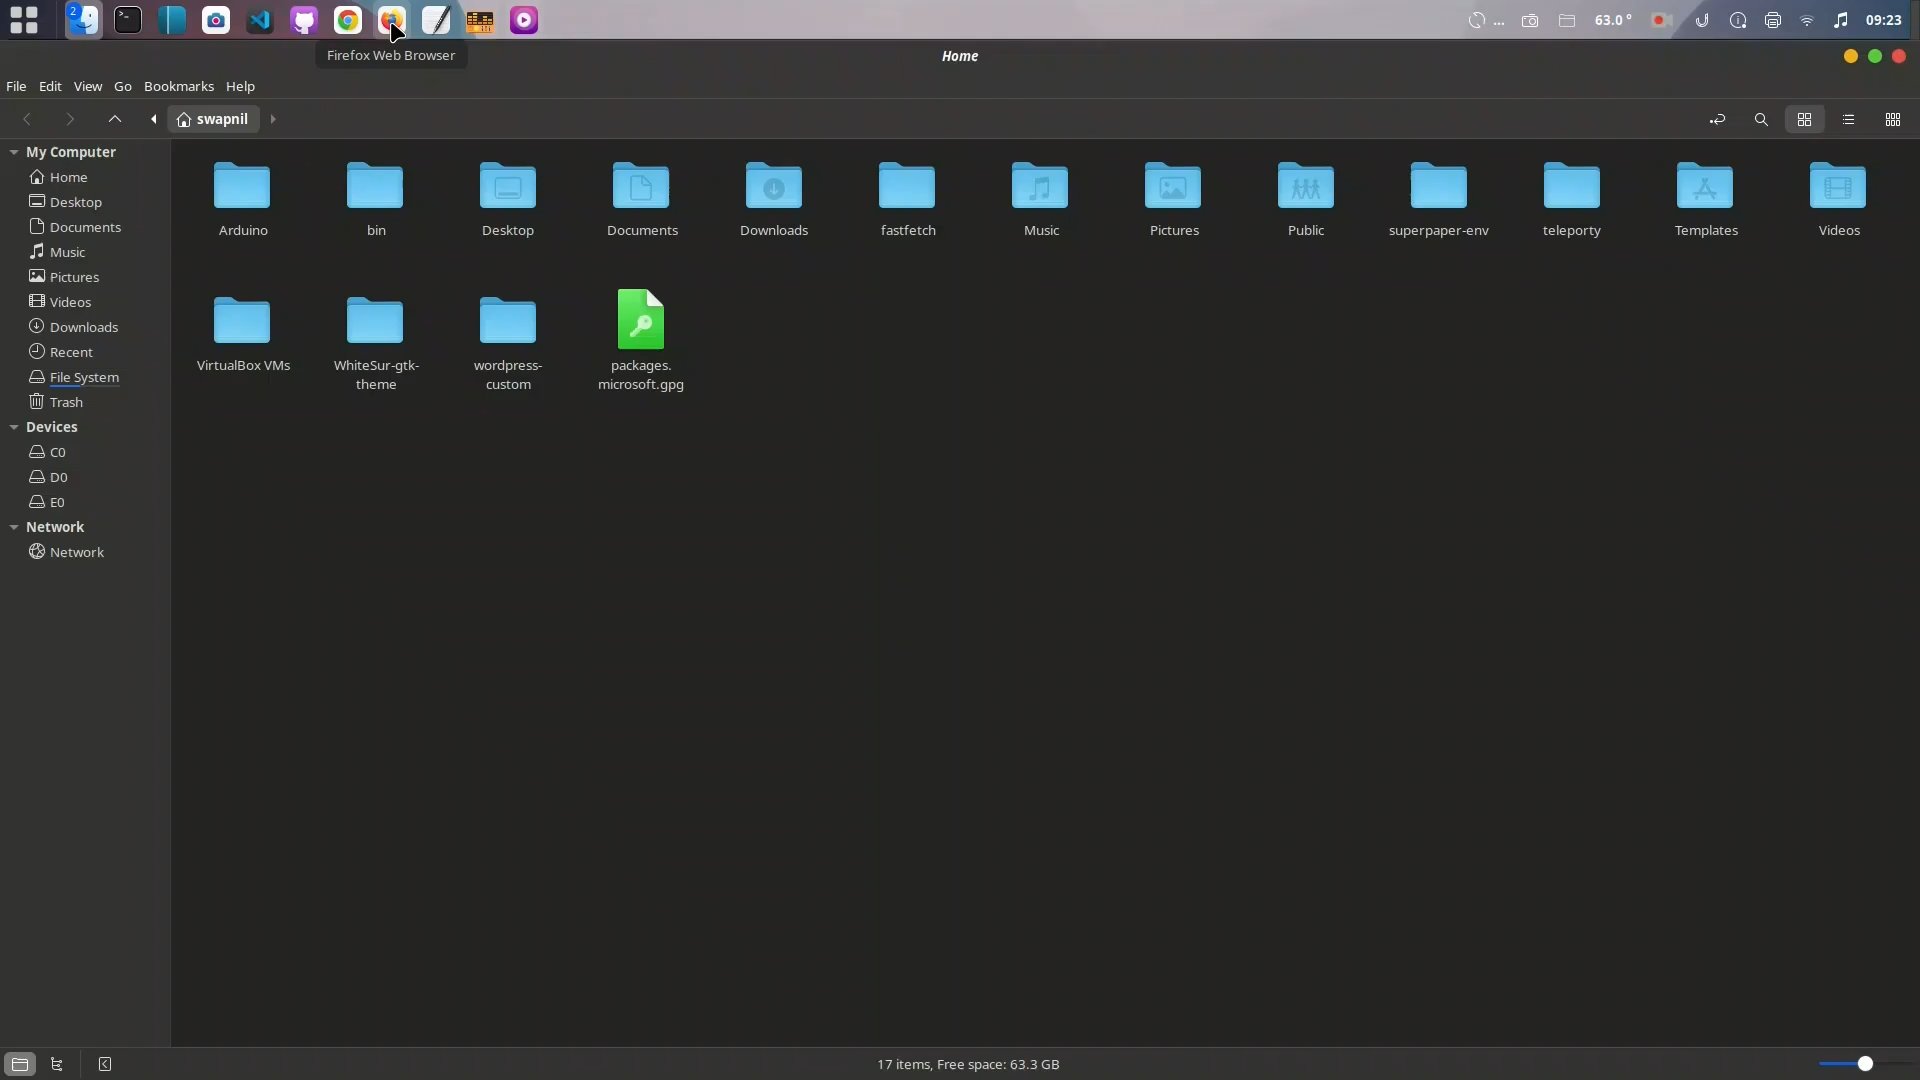 2
63.0 °
09:23
Firefox Web Browser
Home
File Edit View Go Bookmarks Help
swapnil
My Computer
Home
Desktop
Documents
Music
Pictures
Videos
Downloads
Recent
File System
Trash
Devices
C0
D0
E0
Network
Network
Arduino
bin
Desktop
Documents
Downloads
fastfetch
Music
Pictures
Public
superpaper-env
teleporty
Templates
Videos
VirtualBox VMs
WhiteSur-gtk-
theme
wordpress-
custom
packages.
microsoft.gpg
17 items, Free space: 63.3 GB